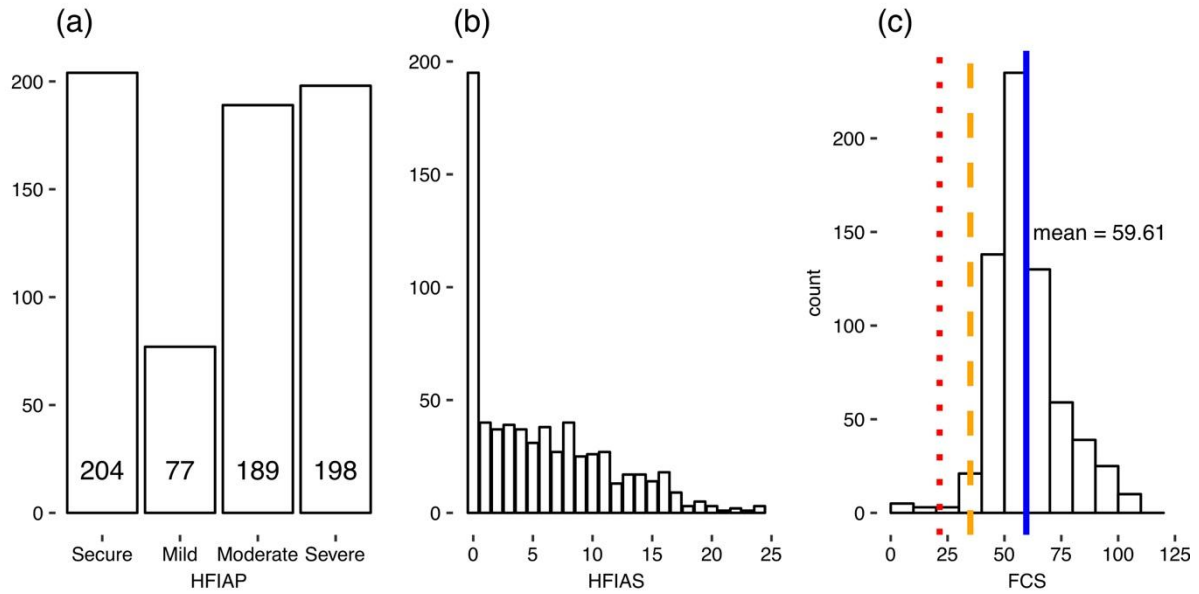 (a)
200
150
100
50
0
204 77 189 198
Secure Mild Moderate Severe
HFIAP
(b)
200
150
100
50
0
0 5 10 15 20 25
HFIAS
(c)
count
200
150
100
50
0
mean = 59.61
0 25 50 75 100 125
FCS